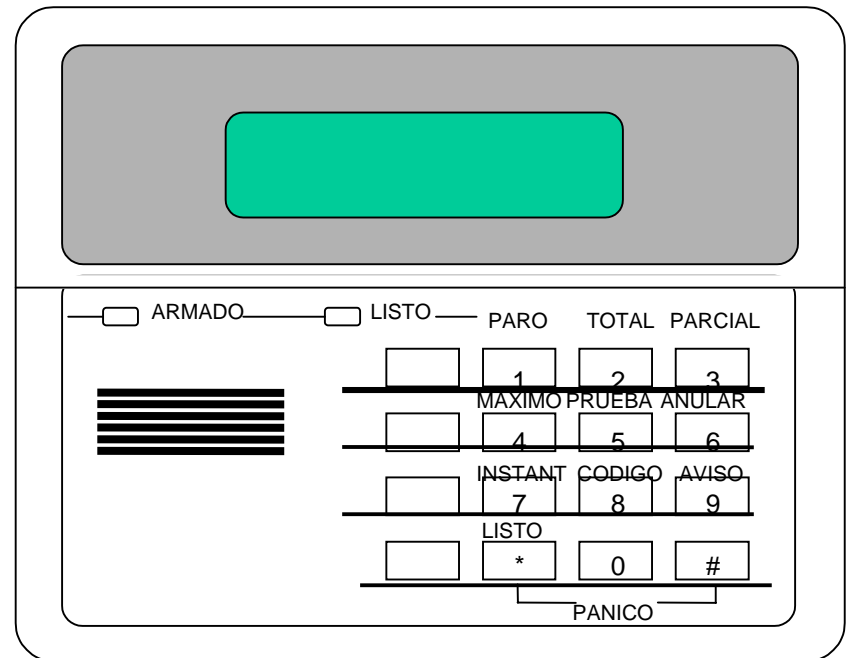 ARMADO LISTO PARO TOTAL PARCIAL
1 2 3
MAXIMO PRUEBA ANULAR
4 5 6
INSTANT CODIGO AVISO
7 8 9
LISTO
* 0 #
PANICO